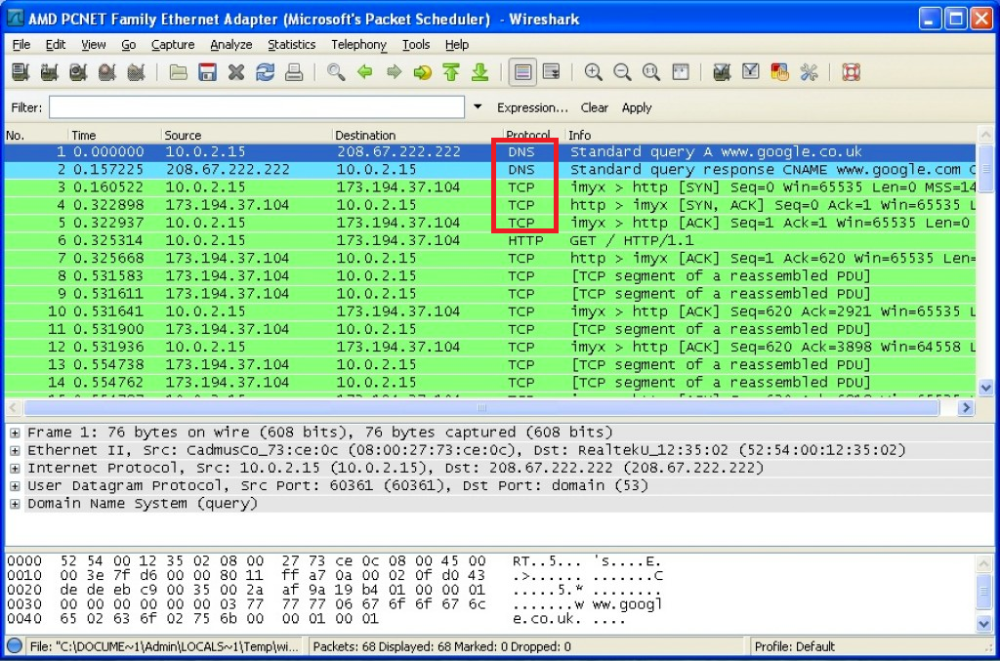 AMD PCNET Family Ethernet Adapter (Microsoft's Packet Scheduler) - Wireshark
File Edit View Go Capture Analyze Statistics Telephony Tools Help
Filter: Expression... Clear Apply
No. Time Source Destination Protocol Info
1 0.000000 10.0.2.15 208.67.222.222 DNS Standard query A www.google.co.uk
2 0.157225 208.67.222.222 10.0.2.15 DNS Standard query response CNAME www.google.com C
3 0.160522 10.0.2.15 173.194.37.104 TCP imyx > http [SYN] Seq=0 Win=65535 Len=0 MSS=14
4 0.322898 173.194.37.104 10.0.2.15 TCP http > imyx [SYN, ACK] Seq=0 Ack=1 Win=65535 L
5 0.322937 10.0.2.15 173.194.37.104 TCP imyx > http [ACK] Seq=1 Ack=1 Win=65535 Len=0
6 0.325314 10.0.2.15 173.194.37.104 HTTP GET / HTTP/1.1
7 0.325668 173.194.37.104 10.0.2.15 TCP http > imyx [ACK] Seq=1 Ack=620 Win=65535 Len=
8 0.531583 173.194.37.104 10.0.2.15 TCP [TCP segment of a reassembled PDU]
9 0.531611 173.194.37.104 10.0.2.15 TCP [TCP segment of a reassembled PDU]
10 0.531641 10.0.2.15 173.194.37.104 TCP imyx > http [ACK] Seq=620 Ack=2921 Win=65535 L
11 0.531900 173.194.37.104 10.0.2.15 TCP [TCP segment of a reassembled PDU]
12 0.531936 10.0.2.15 173.194.37.104 TCP imyx > http [ACK] Seq=620 Ack=3898 Win=64558 L
13 0.554738 173.194.37.104 10.0.2.15 TCP [TCP segment of a reassembled PDU]
14 0.554762 173.194.37.104 10.0.2.15 TCP [TCP segment of a reassembled PDU]
Frame 1: 76 bytes on wire (608 bits), 76 bytes captured (608 bits)
Ethernet II, Src: CadmusCo_73:ce:0c (08:00:27:73:ce:0c), Dst: RealtekU_12:35:02 (52:54:00:12:35:02)
Internet Protocol, Src: 10.0.2.15 (10.0.2.15), Dst: 208.67.222.222 (208.67.222.222)
User Datagram Protocol, Src Port: 60361 (60361), Dst Port: domain (53)
Domain Name System (query)
0000 52 54 00 12 35 02 08 00 27 73 ce 0c 08 00 45 00 RT..5... 's....E.
0010 00 3e 7f d6 00 00 80 11 ff a7 0a 00 02 0f d0 43 .>...... .......C
0020 de de eb c9 00 35 00 2a af 9a 19 b4 01 00 00 01 .....5.* ........
0030 00 00 00 00 00 00 03 77 77 77 06 67 6f 6f 67 6c .......w ww.googl
0040 65 02 63 6f 02 75 6b 00 00 01 00 01 e.co.uk. ....
File: "C:\DOCUME~1\Admin\LOCALS~1\Temp\wi... Packets: 68 Displayed: 68 Marked: 0 Dropped: 0 Profile: Default